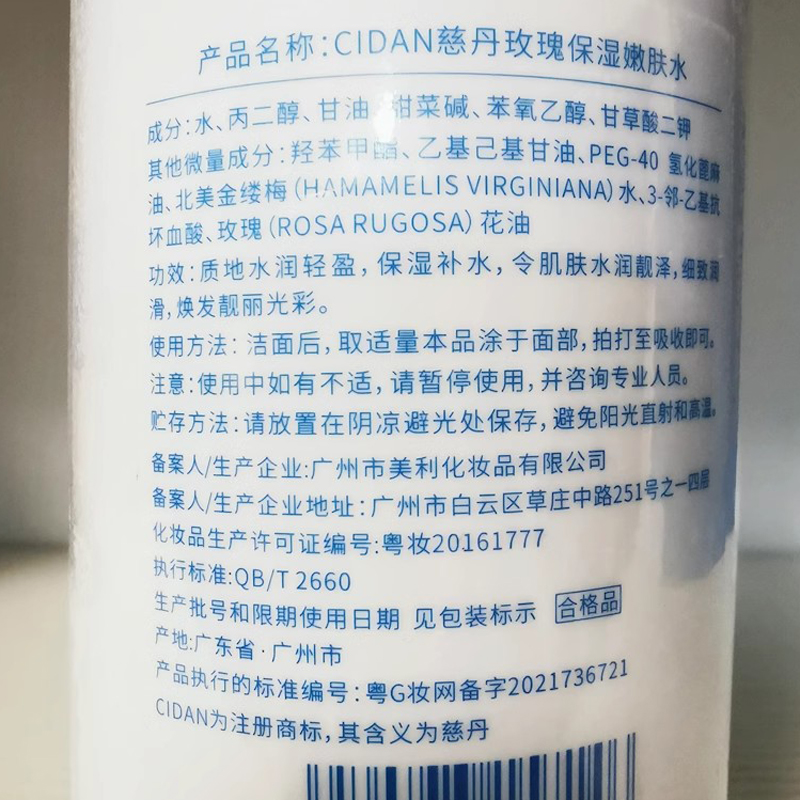 产品名称：CIDAN慈丹玫瑰保湿嫩肤水
成分：水、丙二醇、甘油、甜菜碱、苯氧乙醇、甘草酸二钾
其他微量成分：羟苯甲酯、乙基己基甘油、PEG-40 氢化蓖麻
油、北美金缕梅（HAMAMELIS VIRGINIANA）水、3-邻-乙基抗
坏血酸、玫瑰（ROSA RUGOSA）花油
功效：质地水润轻盈，保湿补水，令肌肤水润靓泽，细致润
滑，焕发靓丽光彩。
使用方法：洁面后，取适量本品涂于面部，拍打至吸收即可。
注意：使用中如有不适，请暂停使用，并咨询专业人员。
贮存方法：请放置在阴凉避光处保存，避免阳光直射和高温。
备案人/生产企业：广州市美利化妆品有限公司
备案人/生产企业地址：广州市白云区草庄中路251号之一四层
化妆品生产许可证编号：粤妆20161777
执行标准：QB/T 2660
生产批号和限期使用日期 见包装标示 合格品
产地：广东省·广州市
产品执行的标准编号：粤G妆网备字2021736721
CIDAN为注册商标，其含义为慈丹